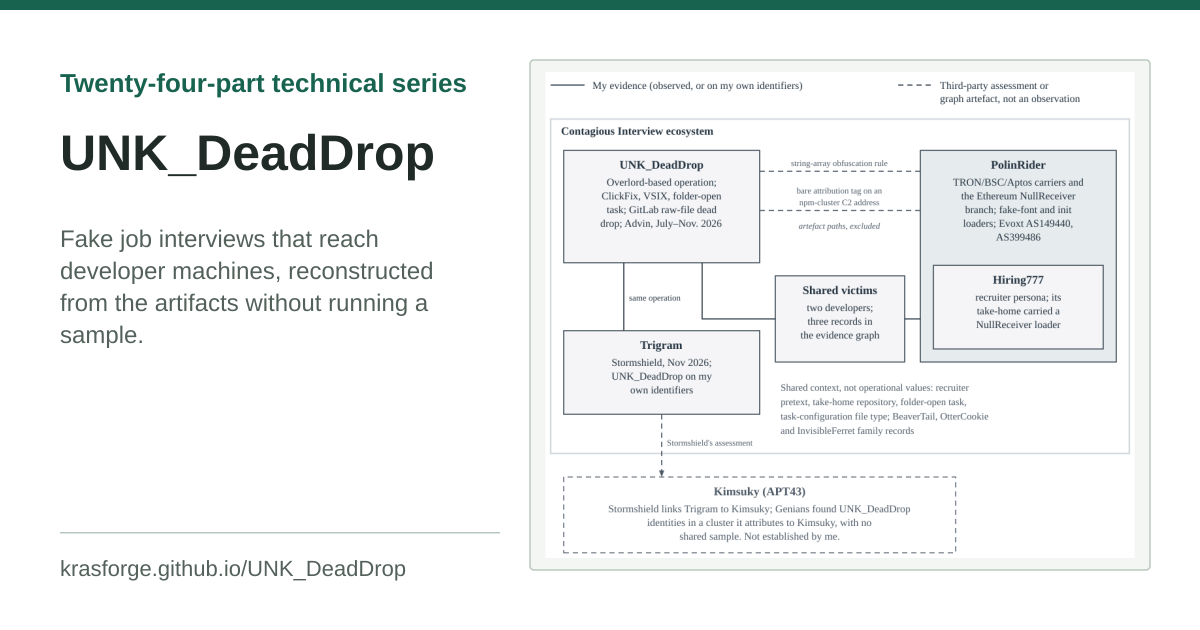 Twenty-four-part technical series
UNK_DeadDrop
Fake job interviews that reach
developer machines, reconstructed
from the artifacts without running a
sample.
krasforge.github.io/UNK_DeadDrop
My evidence (observed, or on my own identifiers)
Third-party assessment or
graph artefact, not an observation
Contagious Interview ecosystem
UNK_DeadDrop
Overlord-based operation;
ClickFix, VSIX, folder-open
task; GitLab raw-file dead
drop; Advin, July–Nov. 2026
string-array obfuscation rule
bare attribution tag on an
npm-cluster C2 address
artefact paths, excluded
PolinRider
TRON/BSC/Aptos carriers and
the Ethereum NullReceiver
branch; fake-font and init
loaders; Evoxt AS149440,
AS399486
Hiring777
recruiter persona; its
take-home carried a
NullReceiver loader
same operation
Shared victims
two developers;
three records in
the evidence graph
Trigram
Stormshield, Nov 2026;
UNK_DeadDrop on my
own identifiers
Shared context, not operational values: recruiter
pretext, take-home repository, folder-open task,
task-configuration file type; BeaverTail, OtterCookie
and InvisibleFerret family records
Stormshield's assessment
Kimsuky (APT43)
Stormshield links Trigram to Kimsuky; Genians found UNK_DeadDrop
identities in a cluster it attributes to Kimsuky, with no
shared sample. Not established by me.